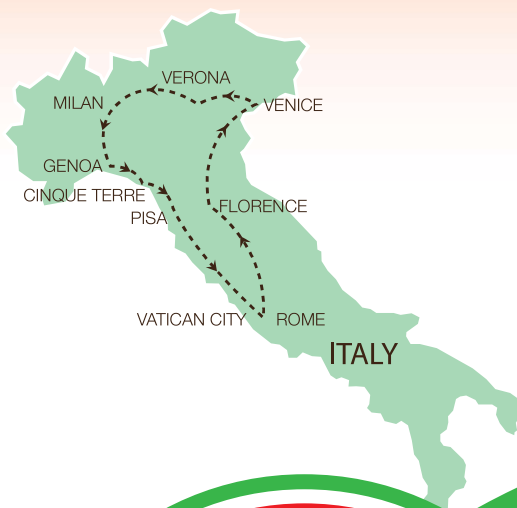 VERONA
MILAN
VENICE
GENOA
CINQUE TERRE
FLORENCE
PISA
VATICAN CITY
ROME
ITALY